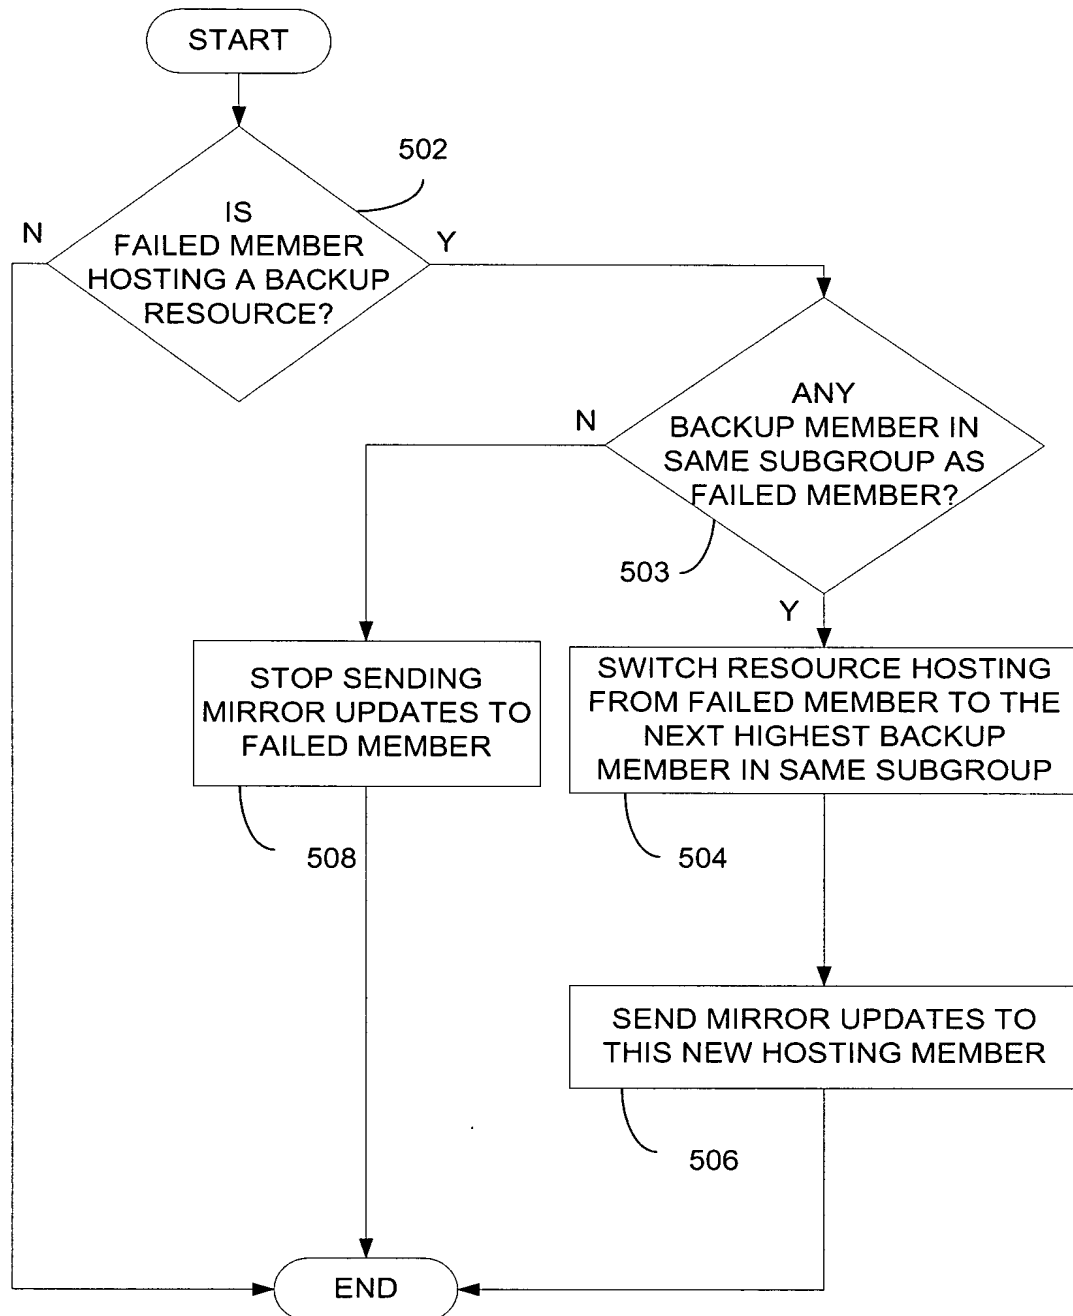 START
502
IS
FAILED MEMBER
HOSTING A BACKUP
RESOURCE?
N
Y
ANY
BACKUP MEMBER IN
SAME SUBGROUP AS
FAILED MEMBER?
N
503
Y
STOP SENDING
MIRROR UPDATES TO
FAILED MEMBER
508
SWITCH RESOURCE HOSTING
FROM FAILED MEMBER TO THE
NEXT HIGHEST BACKUP
MEMBER IN SAME SUBGROUP
504
SEND MIRROR UPDATES TO
THIS NEW HOSTING MEMBER
506
END